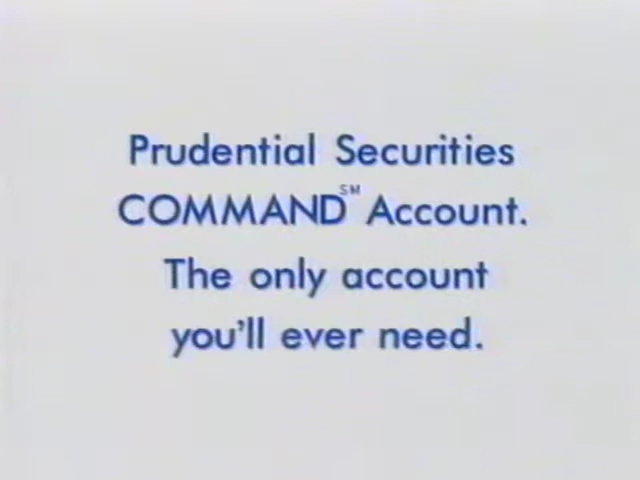 Prudential Securities
COMMAND℠ Account.
The only account
you'll ever need.